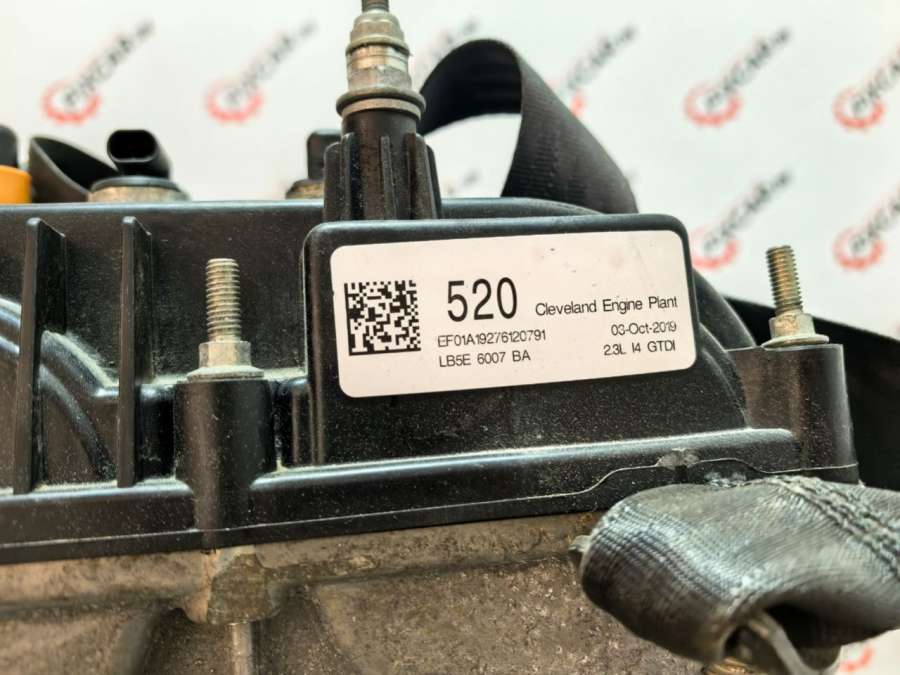 520 Cleveland Engine Plant
EF01A19276120791 03-Oct-2019
LB5E 6007 BA 2.3L I4 GTDI